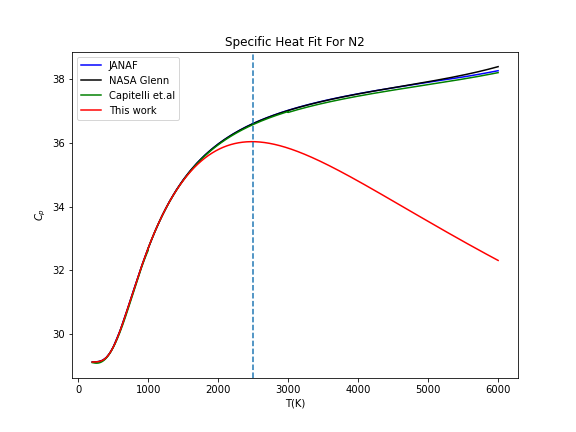 Specific Heat Fit For N2
JANAF
NASA Glenn
Capitelli et.al
This work
38
36
34
32
30
C_p
0 1000 2000 3000 4000 5000 6000
T(K)